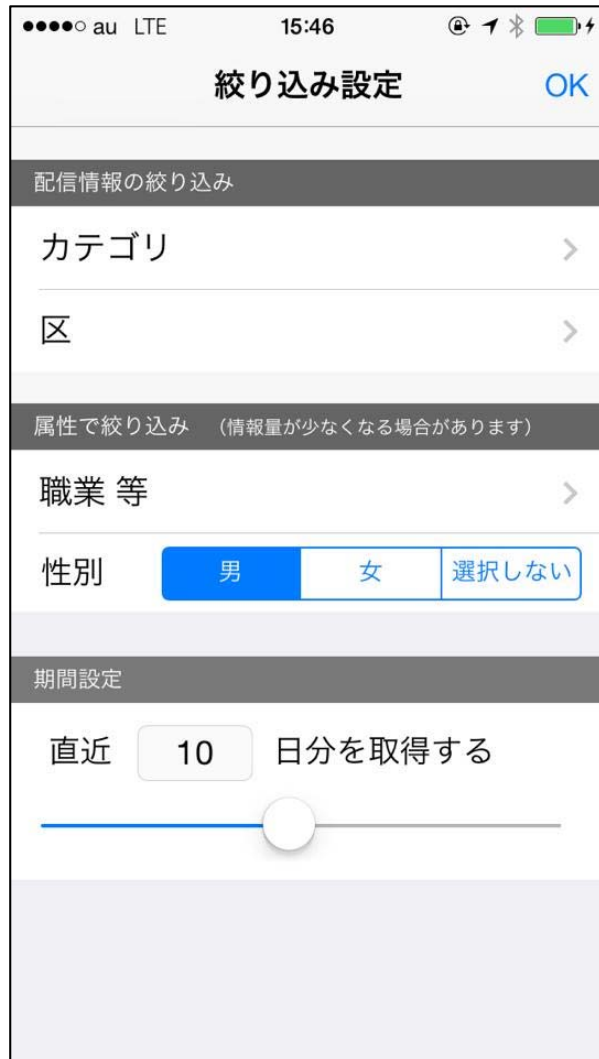 au LTE 15:46
絞り込み設定 OK
配信情報の絞り込み
カテゴリ
区
属性で絞り込み （情報量が少なくなる場合があります）
職業 等
性別 男 女 選択しない
期間設定
直近 10 日分を取得する